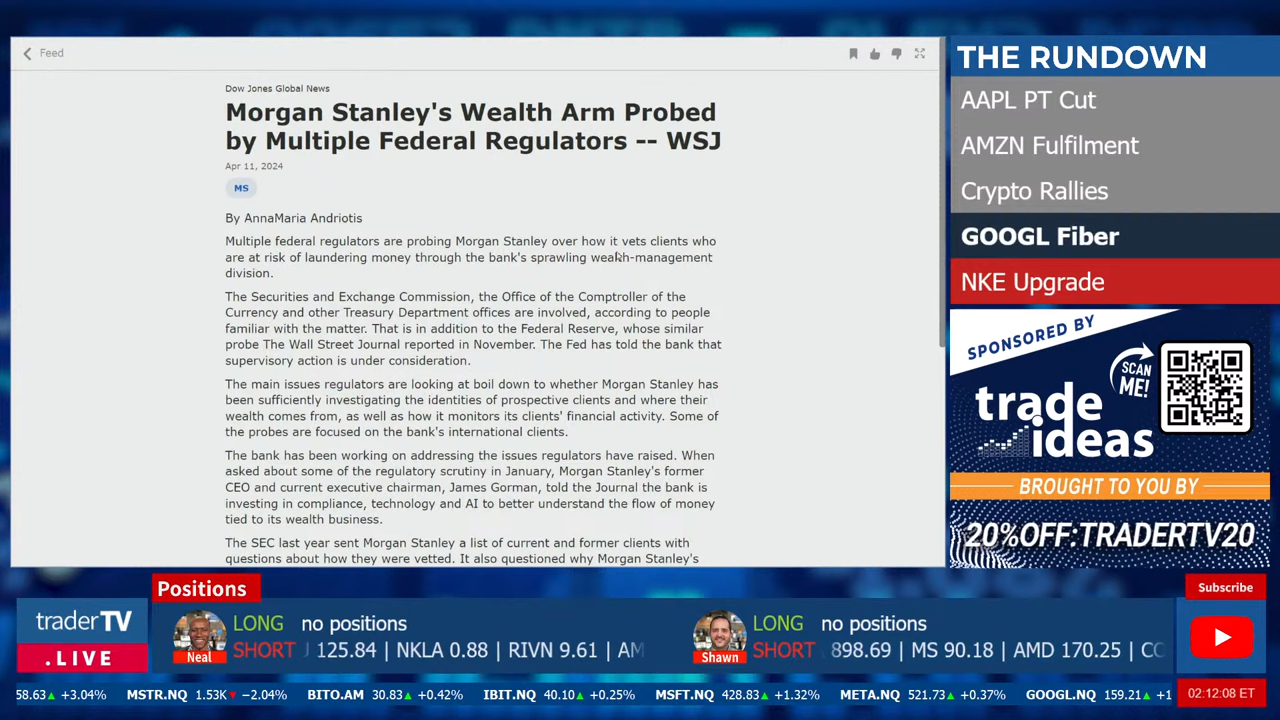 Feed
Dow Jones Global News
Morgan Stanley's Wealth Arm Probed
by Multiple Federal Regulators -- WSJ
Apr 11, 2024
MS
By AnnaMaria Andriotis
Multiple federal regulators are probing Morgan Stanley over how it vets clients who
are at risk of laundering money through the bank's sprawling wealth-management
division.
The Securities and Exchange Commission, the Office of the Comptroller of the
Currency and other Treasury Department offices are involved, according to people
familiar with the matter. That is in addition to the Federal Reserve, whose similar
probe The Wall Street Journal reported in November. The Fed has told the bank that
supervisory action is under consideration.
The main issues regulators are looking at boil down to whether Morgan Stanley has
been sufficiently investigating the identities of prospective clients and where their
wealth comes from, as well as how it monitors its clients' financial activity. Some of
the probes are focused on the bank's international clients.
The bank has been working on addressing the issues regulators have raised. When
asked about some of the regulatory scrutiny in January, Morgan Stanley's former
CEO and current executive chairman, James Gorman, told the Journal the bank is
investing in compliance, technology and AI to better understand the flow of money
tied to its wealth business.
The SEC last year sent Morgan Stanley a list of current and former clients with
questions about how they were vetted. It also questioned why Morgan Stanley's
THE RUNDOWN
AAPL PT Cut
AMZN Fulfilment
Crypto Rallies
GOOGL Fiber
NKE Upgrade
SPONSORED BY
SCAN
ME!
trade
ideas
BROUGHT TO YOU BY
20%OFF:TRADERTV20
Positions
Subscribe
traderTV
.LIVE
Neal
LONG no positions
SHORT 125.84 | NKLA 0.88 | RIVN 9.61 | AM
Shawn
LONG no positions
SHORT 898.69 | MS 90.18 | AMD 170.25 | CC
58.63 +3.04% MSTR.NQ 1.53K −2.04% BITO.AM 30.83 +0.42% IBIT.NQ 40.10 +0.25% MSFT.NQ 428.83 +1.32% META.NQ 521.73 +0.37% GOOGL.NQ 159.21 +1
02:12:08 ET